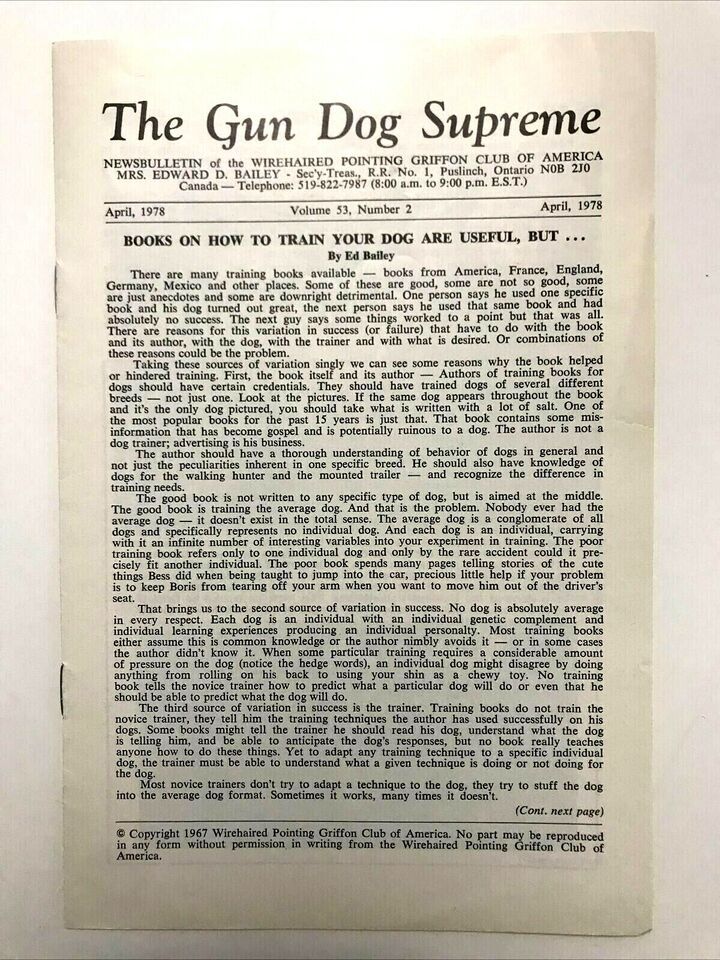 The Gun Dog Supreme
NEWSBULLETIN of the WIREHAIRED POINTING GRIFFON CLUB OF AMERICA
MRS. EDWARD D. BAILEY - Sec'y-Treas., R.R. No. 1, Puslinch, Ontario N0B 2J0
Canada — Telephone: 519-822-7987 (8:00 a.m. to 9:00 p.m. E.S.T.)
April, 1978 Volume 53, Number 2 April, 1978
BOOKS ON HOW TO TRAIN YOUR DOG ARE USEFUL, BUT ...
By Ed Bailey
There are many training books available — books from America, France, England,
Germany, Mexico and other places. Some of these are good, some are not so good, some
are just anecdotes and some are downright detrimental. One person says he used one specific
book and his dog turned out great, the next person says he used that same book and had
absolutely no success. The next guy says some things worked to a point but that was all.
There are reasons for this variation in success (or failure) that have to do with the book
and its author, with the dog, with the trainer and with what is desired. Or combinations of
these reasons could be the problem.
Taking these sources of variation singly we can see some reasons why the book helped
or hindered training. First, the book itself and its author — Authors of training books for
dogs should have certain credentials. They should have trained dogs of several different
breeds — not just one. Look at the pictures. If the same dog appears throughout the book
and it's the only dog pictured, you should take what is written with a lot of salt. One of
the most popular books for the past 15 years is just that. That book contains some mis-
information that has become gospel and is potentially ruinous to a dog. The author is not a
dog trainer; advertising is his business.
The author should have a thorough understanding of behavior of dogs in general and
not just the peculiarities inherent in one specific breed. He should also have knowledge of
dogs for the walking hunter and the mounted trailer — and recognize the difference in
training needs.
The good book is not written to any specific type of dog, but is aimed at the middle.
The good book is training the average dog. And that is the problem. Nobody ever had the
average dog — it doesn't exist in the total sense. The average dog is a conglomerate of all
dogs and specifically represents no individual dog. And each dog is an individual, carrying
with it an infinite number of interesting variables into your experiment in training. The poor
training book refers only to one individual dog and only by the rare accident could it pre-
cisely fit another individual. The poor book spends many pages telling stories of the cute
things Bess did when being taught to jump into the car, precious little help if your problem
is to keep Boris from tearing off your arm when you want to move him out of the driver's
seat.
That brings us to the second source of variation in success. No dog is absolutely average
in every respect. Each dog is an individual with an individual genetic complement and
individual learning experiences producing an individual personalty. Most training books
either assume this is common knowledge or the author nimbly avoids it — or in some cases
the author didn't know it. When some particular training requires a considerable amount
of pressure on the dog (notice the hedge words), an individual dog might disagree by doing
anything from rolling on his back to using your shin as a chewy toy. No training
book tells the novice trainer how to predict what a particular dog will do or even that he
should be able to predict what the dog will do.
The third source of variation in success is the trainer. Training books do not train the
novice trainer, they tell him the training techniques the author has used successfully on his
dogs. Some books might tell the trainer he should read his dog, understand what the dog
is telling him, and be able to anticipate the dog's responses, but no book really teaches
anyone how to do these things. Yet to adapt any training technique to a specific individual
dog, the trainer must be able to understand what a given technique is doing or not doing for
the dog.
Most novice trainers don't try to adapt a technique to the dog, they try to stuff the dog
into the average dog format. Sometimes it works, many times it doesn't.
(Cont. next page)
© Copyright 1967 Wirehaired Pointing Griffon Club of America. No part may be reproduced
in any form without permission in writing from the Wirehaired Pointing Griffon Club of
America.